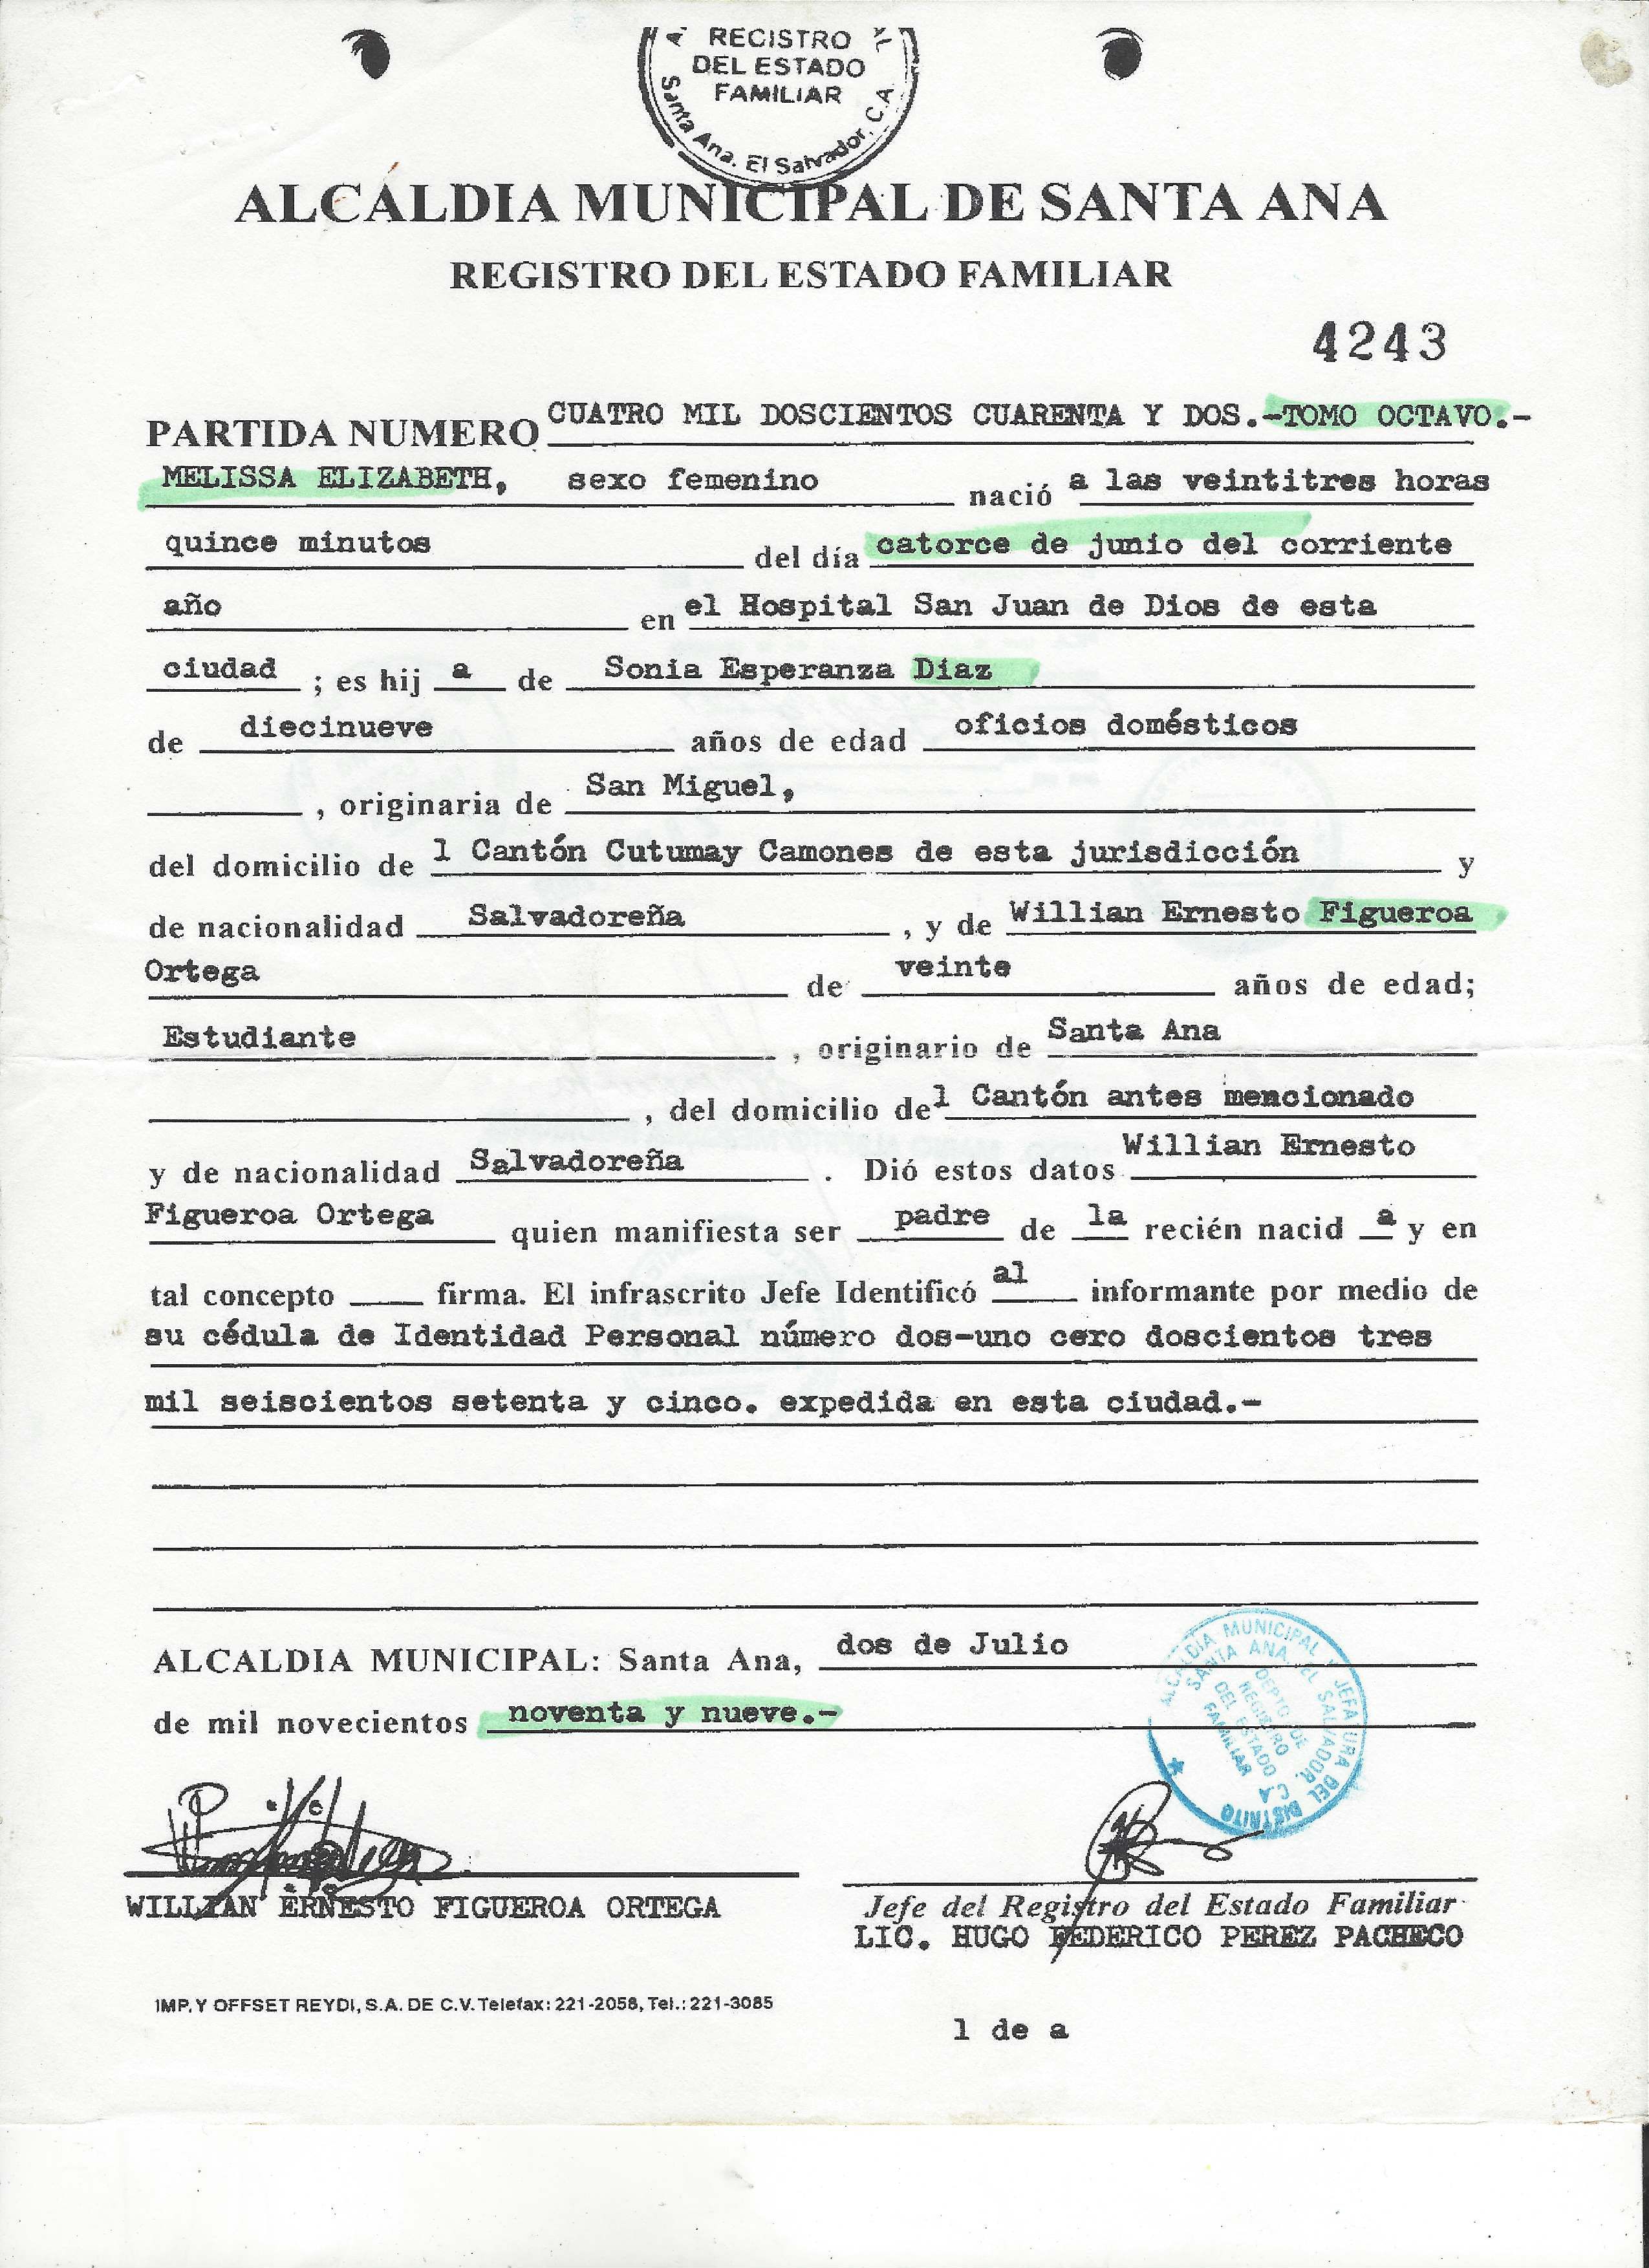 REGISTRO
DEL ESTADO
FAMILIAR
Santa Ana. El Salvador, C.A.
ALCALDIA MUNICIPAL DE SANTA ANA
REGISTRO DEL ESTADO FAMILIAR
4243
PARTIDA NUMERO CUATRO MIL DOSCIENTOS CUARENTA Y DOS.-TOMO OCTAVO.-
MELISSA ELIZABETH, sexo femenino nació a las veintitres horas
quince minutos del día catorce de junio del corriente
año en el Hospital San Juan de Dios de esta
ciudad ; es hij a de Sonia Esperanza Diaz
de diecinueve años de edad oficios domésticos
, originaria de San Miguel,
del domicilio de l Cantón Cutumay Camones de esta jurisdicción y
de nacionalidad Salvadoreña , y de Willian Ernesto Figueroa
Ortega de veinte años de edad;
Estudiante , originario de Santa Ana
, del domicilio del Cantón antes mencionado
y de nacionalidad Salvadoreña . Dió estos datos Willian Ernesto
Figueroa Ortega quien manifiesta ser padre de la recién nacid a y en
tal concepto firma. El infrascrito Jefe Identificó al informante por medio de
su cédula de Identidad Personal número dos-uno cero doscientos tres
mil seiscientos setenta y cinco. expedida en esta ciudad.-
ALCALDIA MUNICIPAL: Santa Ana, dos de Julio
de mil novecientos noventa y nueve.-
ALCALDIA MUNICIPAL
SANTA ANA, EL SALVADOR, C.A.
JEFATURA DEL DISTRITO
DEPTO DE
REGISTRO
DEL ESTADO
FAMILIAR
WILLIAN ERNESTO FIGUEROA ORTEGA
Jefe del Registro del Estado Familiar
LIC. HUGO FEDERICO PEREZ PACHECO
IMP. Y OFFSET REYDI, S.A. DE C.V. Telefax: 221-2058, Tel.: 221-3085
1 de a